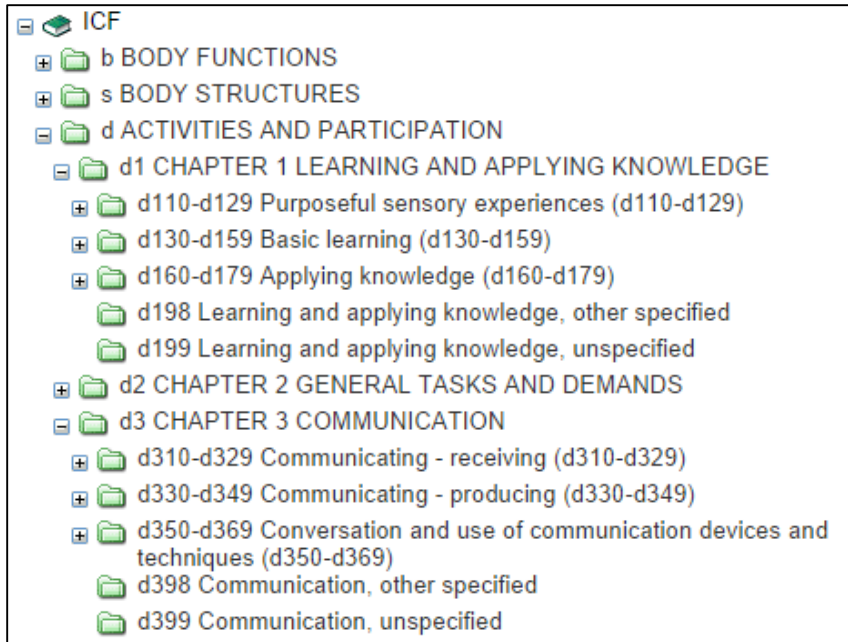 ICF
b BODY FUNCTIONS
s BODY STRUCTURES
d ACTIVITIES AND PARTICIPATION
d1 CHAPTER 1 LEARNING AND APPLYING KNOWLEDGE
d110-d129 Purposeful sensory experiences (d110-d129)
d130-d159 Basic learning (d130-d159)
d160-d179 Applying knowledge (d160-d179)
d198 Learning and applying knowledge, other specified
d199 Learning and applying knowledge, unspecified
d2 CHAPTER 2 GENERAL TASKS AND DEMANDS
d3 CHAPTER 3 COMMUNICATION
d310-d329 Communicating - receiving (d310-d329)
d330-d349 Communicating - producing (d330-d349)
d350-d369 Conversation and use of communication devices and
techniques (d350-d369)
d398 Communication, other specified
d399 Communication, unspecified